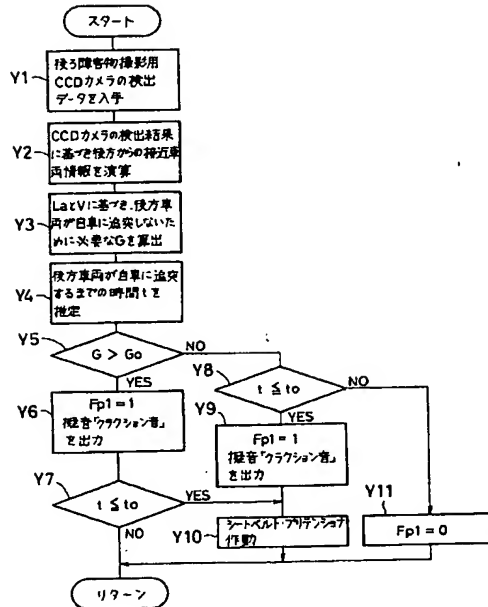 スタート
Y1
後ろ障害物撮影用
CCDカメラの検出
データを入手
Y2
CCDカメラの検出結果
に基づき後方からの接近車
両情報を演算
Y3
LaとVに基づき、後方車
両が自車に追突しないた
めに必要なGを算出
Y4
後方車両が自車に追突
するまでの時間tを
推定
Y5
G > Go
NO
YES
Y8
t ≦ to
NO
YES
Y6
Fp1 = 1
擬音「クラクション音」
を出力
Y9
Fp1 = 1
擬音「クラクション音」
を出力
Y7
t ≦ to
YES
NO
Y10
シートベルト・プリテンショナ
作動
Y11
Fp1 = 0
リターン